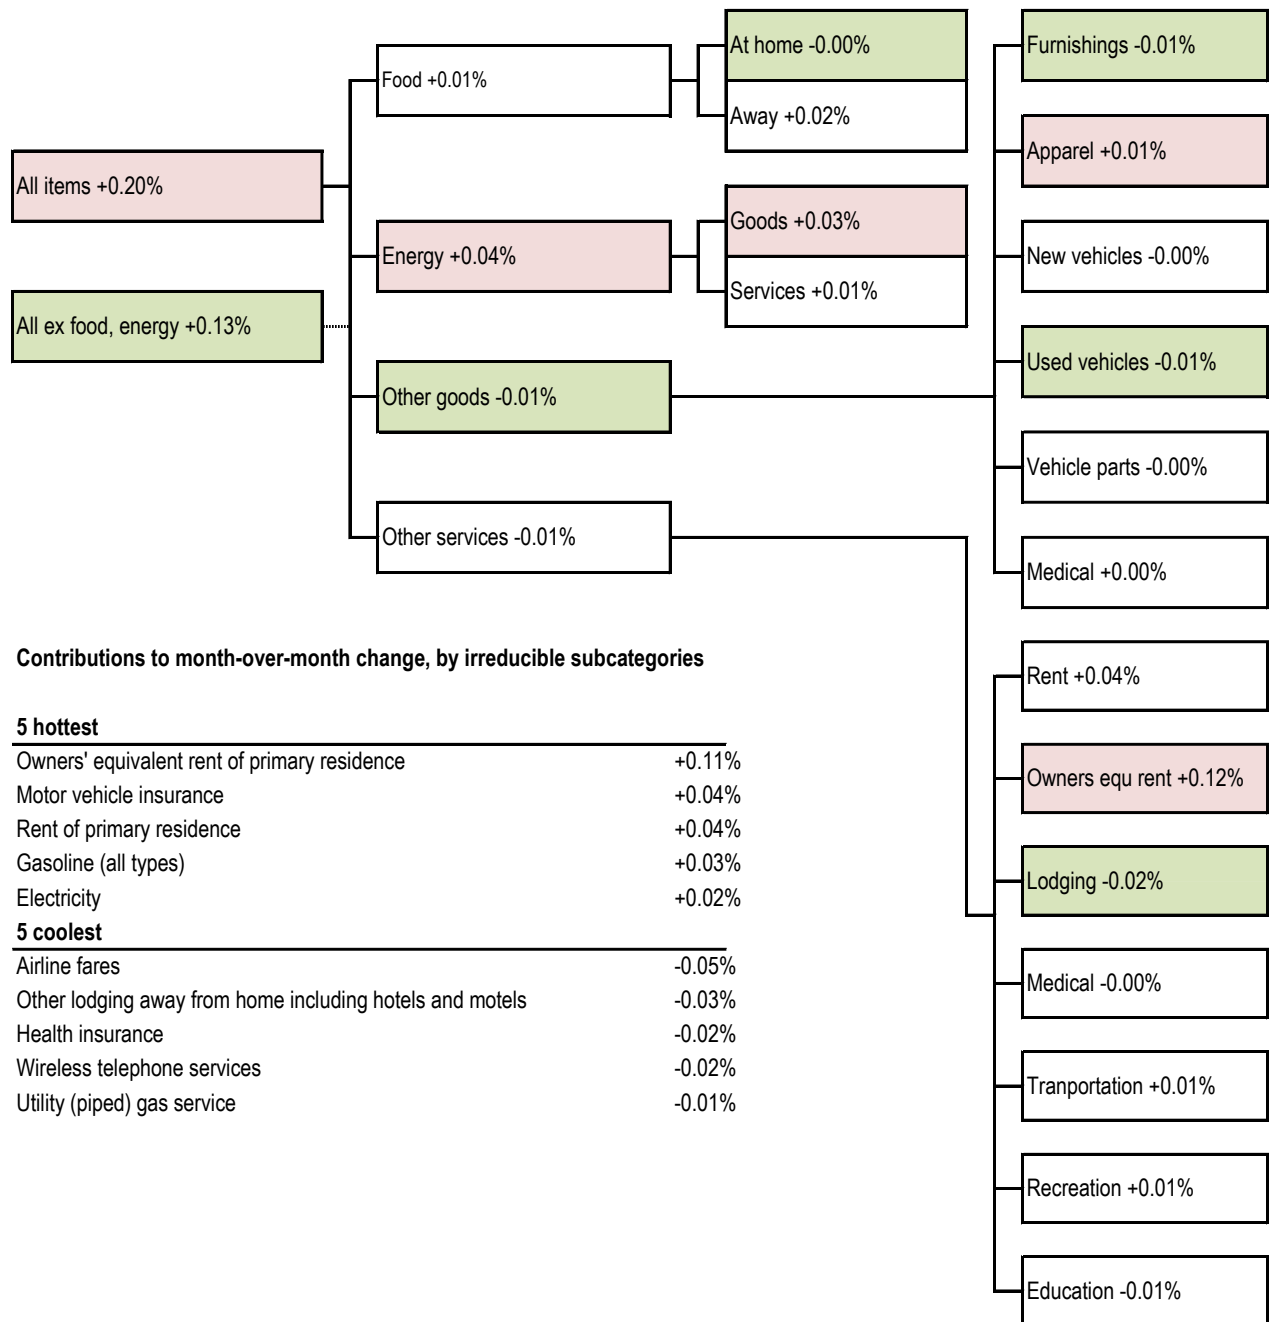 All items +0.20%
All ex food, energy +0.13%
Food +0.01%
Energy +0.04%
Other goods -0.01%
Other services -0.01%
At home -0.00%
Away +0.02%
Goods +0.03%
Services +0.01%
Furnishings -0.01%
Apparel +0.01%
New vehicles -0.00%
Used vehicles -0.01%
Vehicle parts -0.00%
Medical +0.00%
Rent +0.04%
Owners equ rent +0.12%
Lodging -0.02%
Medical -0.00%
Tranportation +0.01%
Recreation +0.01%
Education -0.01%
Contributions to month-over-month change, by irreducible subcategories
5 hottest
Owners' equivalent rent of primary residence +0.11%
Motor vehicle insurance +0.04%
Rent of primary residence +0.04%
Gasoline (all types) +0.03%
Electricity +0.02%
5 coolest
Airline fares -0.05%
Other lodging away from home including hotels and motels -0.03%
Health insurance -0.02%
Wireless telephone services -0.02%
Utility (piped) gas service -0.01%